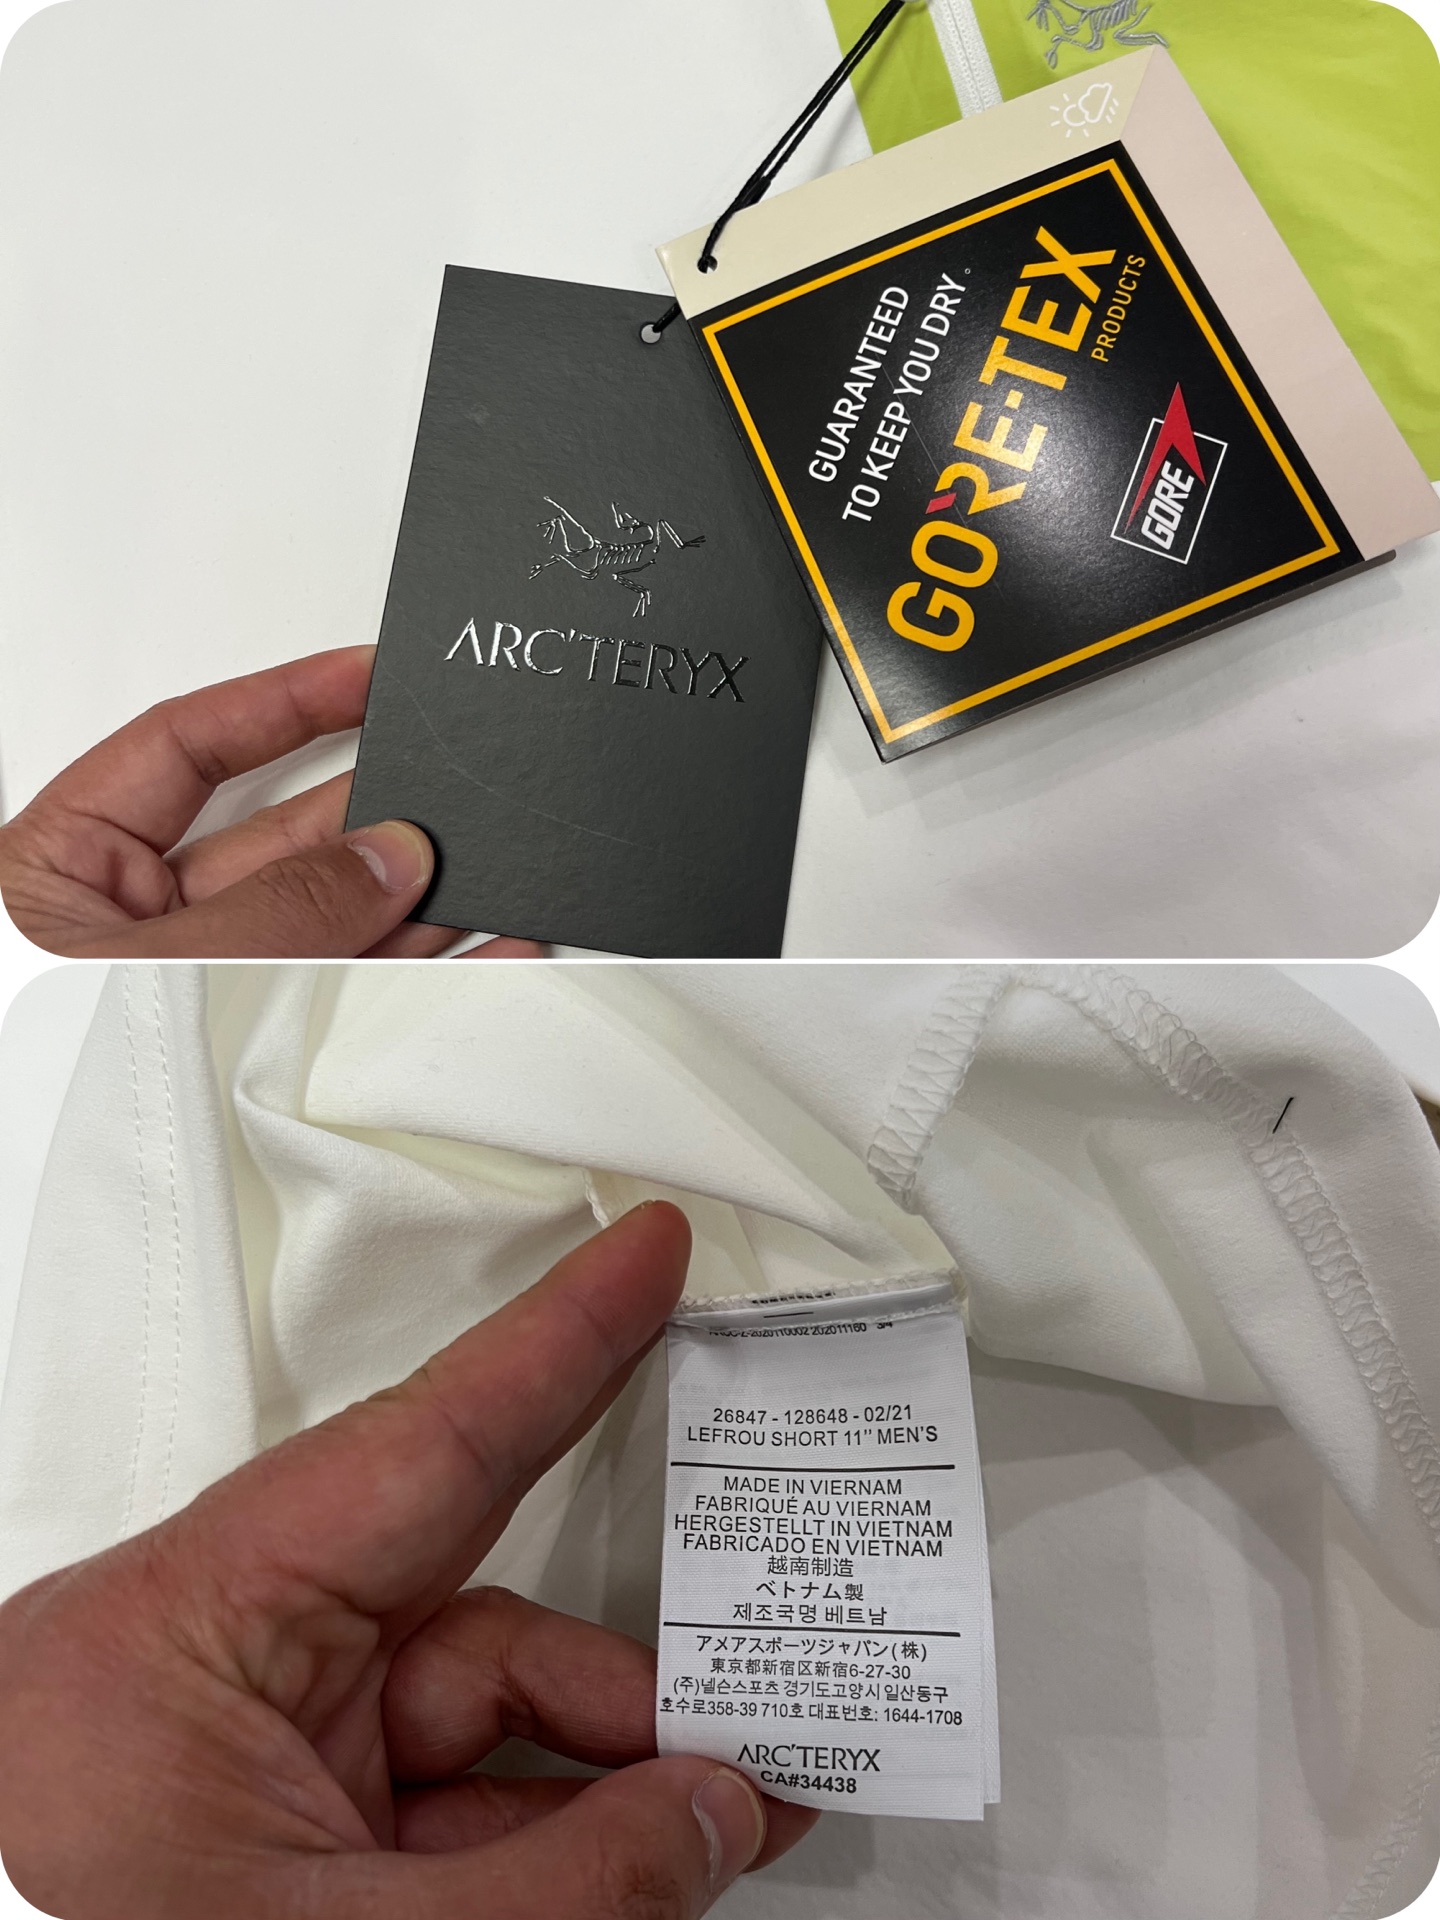 ARC'TERYX
GUARANTEED
TO KEEP YOU DRY.
GORE-TEX
PRODUCTS
GORE
26847 - 128648 - 02/21
LEFROU SHORT 11" MEN'S
MADE IN VIERNAM
FABRIQUÉ AU VIERNAM
HERGESTELLT IN VIETNAM
FABRICADO EN VIETNAM
越南制造
ベトナム製
제조국명 베트남
アメアスポーツジャパン(株)
東京都新宿区新宿6-27-30
(주)넬슨스포츠 경기도고양시일산동구
호수로358-39 710호 대표번호: 1644-1708
ARC'TERYX
CA#34438